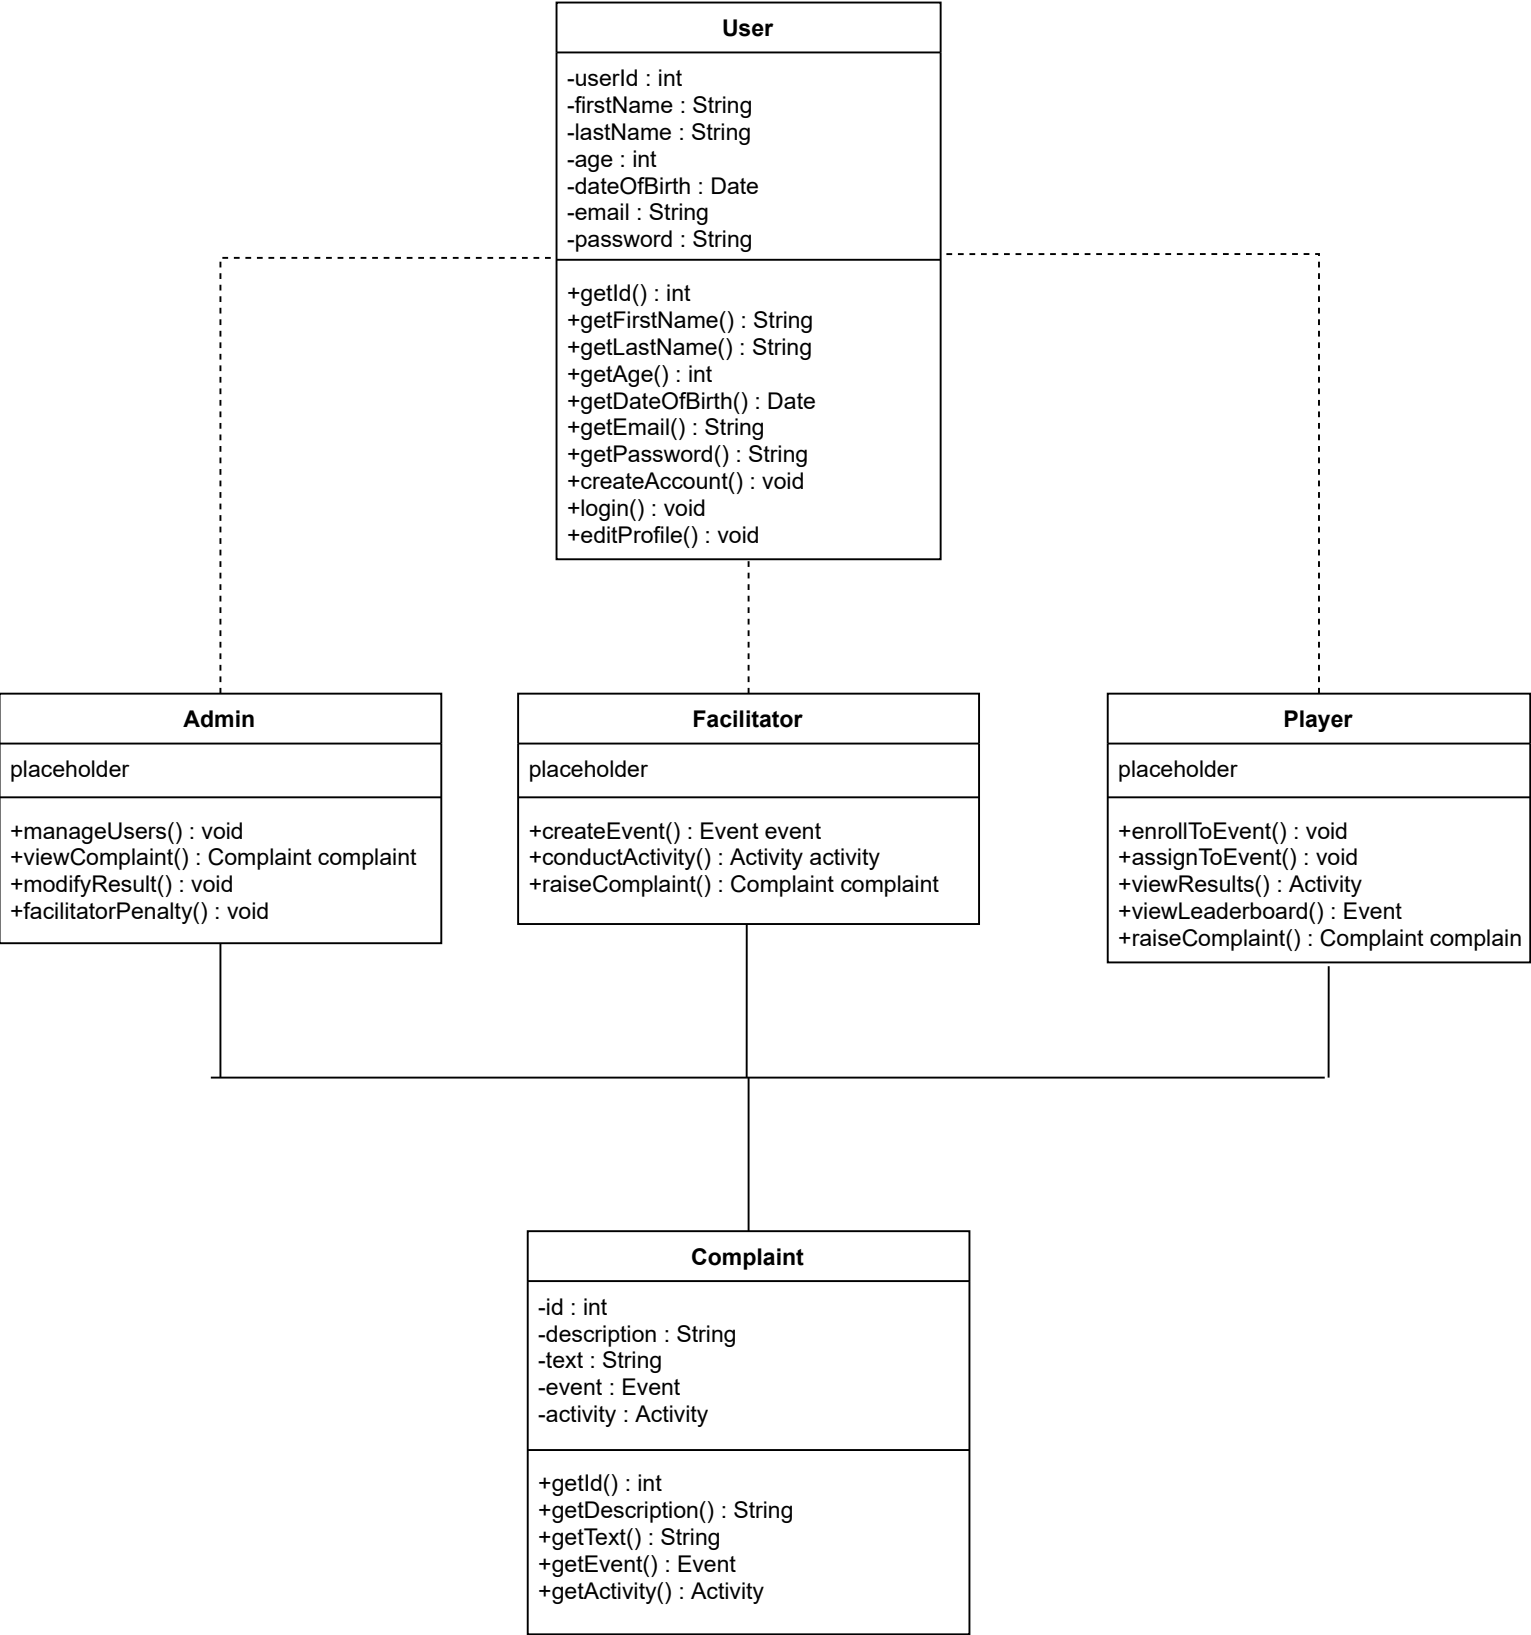 User
-userId : int
-firstName : String
-lastName : String
-age : int
-dateOfBirth : Date
-email : String
-password : String
+getId() : int
+getFirstName() : String
+getLastName() : String
+getAge() : int
+getDateOfBirth() : Date
+getEmail() : String
+getPassword() : String
+createAccount() : void
+login() : void
+editProfile() : void
Admin
placeholder
+manageUsers() : void
+viewComplaint() : Complaint complaint
+modifyResult() : void
+facilitatorPenalty() : void
Facilitator
placeholder
+createEvent() : Event event
+conductActivity() : Activity activity
+raiseComplaint() : Complaint complaint
Player
placeholder
+enrollToEvent() : void
+assignToEvent() : void
+viewResults() : Activity
+viewLeaderboard() : Event
+raiseComplaint() : Complaint complain
Complaint
-id : int
-description : String
-text : String
-event : Event
-activity : Activity
+getId() : int
+getDescription() : String
+getText() : String
+getEvent() : Event
+getActivity() : Activity